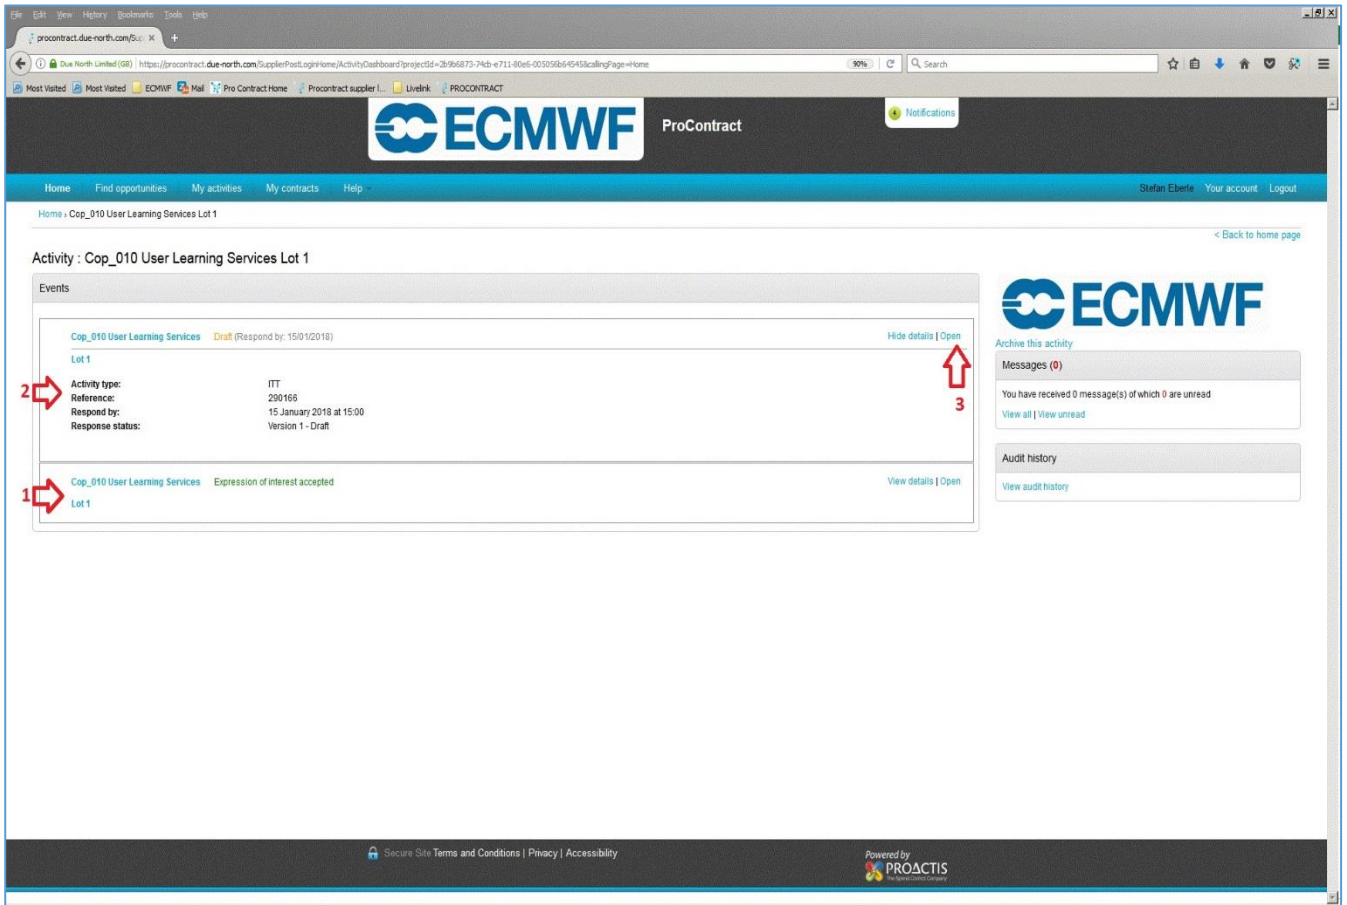 File Edit View History Bookmarks Tools Help
procontract.due-north.com/Sup
Due North Limited (GB) https://procontract.due-north.com/SupplierPostLoginHome/ActivityDashboard?projectId=2b9b6873-74cb-e711-80e6-005056b64545&callingPage=Home 90% Search
Most Visited Most Visited ECMWF Mail Pro Contract Home Procontract supplier l... Livelink PROCONTRACT
ECMWF ProContract Notifications
Home Find opportunities My activities My contracts Help Stefan Eberle Your account Logout
Home › Cop_010 User Learning Services Lot 1
< Back to home page
Activity : Cop_010 User Learning Services Lot 1
Events
ECMWF
Cop_010 User Learning Services Draft (Respond by: 15/01/2018) Hide details | Open
Lot 1
Archive this activity
Messages (0)
2 Activity type: ITT
Reference: 290166
Respond by: 15 January 2018 at 15:00
Response status: Version 1 - Draft
3
You have received 0 message(s) of which 0 are unread
View all | View unread
Audit history
View audit history
1 Cop_010 User Learning Services Expression of interest accepted View details | Open
Lot 1
Secure Site Terms and Conditions | Privacy | Accessibility
Powered by
PROACTIS
The Spend Control Company